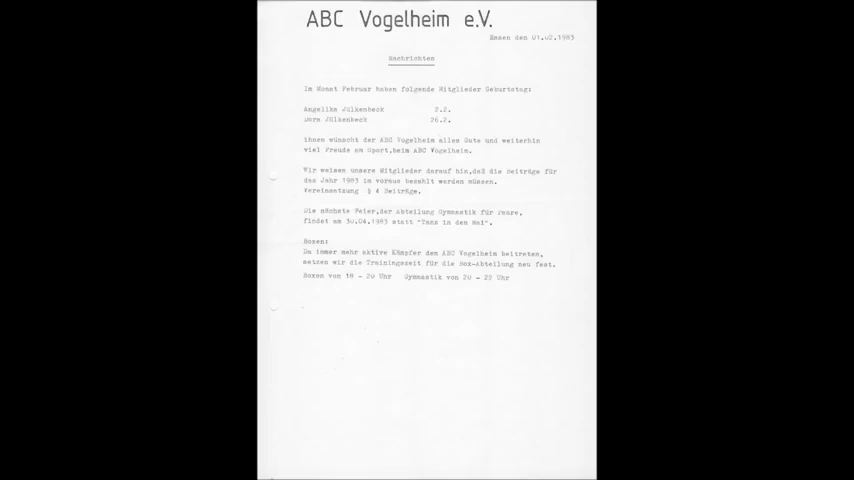 ABC Vogelheim e.V.
Essen den 01.02.1983
Nachrichten
Im Monat Februar haben folgende Mitglieder Geburtstag:
Angelika Jülkenbeck 2.2.
Dora Jülkenbeck 26.2.
ihnen wünscht der ABC Vogelheim alles Gute und weiterhin
viel Freude am Sport,beim ABC Vogelheim.
Wir weisen unsere Mitglieder darauf hin,daß die Beiträge für
das Jahr 1983 im voraus bezahlt werden müssen.
Vereinsatzung § 4 Beiträge.
Die nächste Feier,der Abteilung Gymnastik für Paare,
findet am 30.04.1983 statt "Tanz in den Mai".
Boxen:
Da immer mehr aktive Kämpfer dem ABC Vogelheim beitreten,
setzen wir die Trainingszeit für die Box-Abteilung neu fest.
Boxen von 18 - 20 Uhr Gymnastik von 20 - 22 Uhr